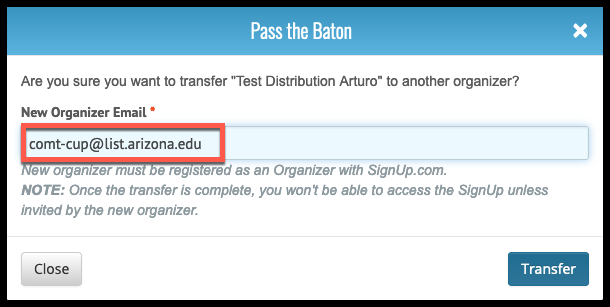 Pass the Baton
Are you sure you want to transfer "Test Distribution Arturo" to another organizer?
New Organizer Email *
comt-cup@list.arizona.edu
New organizer must be registered as an Organizer with SignUp.com.
NOTE: Once the transfer is complete, you won't be able to access the SignUp unless
invited by the new organizer.
Close Transfer